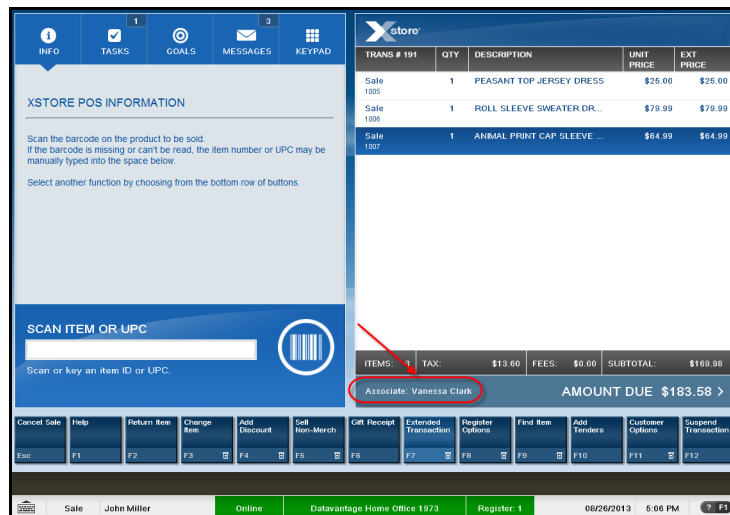 1
3
INFO
TASKS
GOALS
MESSAGES
KEYPAD
XSTORE POS INFORMATION
Scan the barcode on the product to be sold.
If the barcode is missing or can't be read, the item number or UPC may be
manually typed into the space below.
Select another function by choosing from the bottom row of buttons.
SCAN ITEM OR UPC
Scan or key an item ID or UPC.
Xstore
TRANS # 191 QTY DESCRIPTION UNIT PRICE EXT PRICE
Sale 1 PEASANT TOP JERSEY DRESS $25.00 $25.00
1005
Sale 1 ROLL SLEEVE SWEATER DR... $79.99 $79.99
1006
Sale 1 ANIMAL PRINT CAP SLEEVE ... $64.99 $64.99
1007
ITEMS: 3 TAX: $13.60 FEES: $0.00 SUBTOTAL: $169.98
Associate: Vanessa Clark AMOUNT DUE $183.58 >
Cancel Sale
Esc
Help
F1
Return Item
F2
Change Item
F3
Add Discount
F4
Sell Non-Merch
F5
Gift Receipt
F6
Extended Transaction
F7
Register Options
F8
Find Item
F9
Add Tenders
F10
Customer Options
F11
Suspend Transaction
F12
Sale John Miller Online Datavantage Home Office 1973 Register: 1 08/26/2013 5:06 PM ? F1